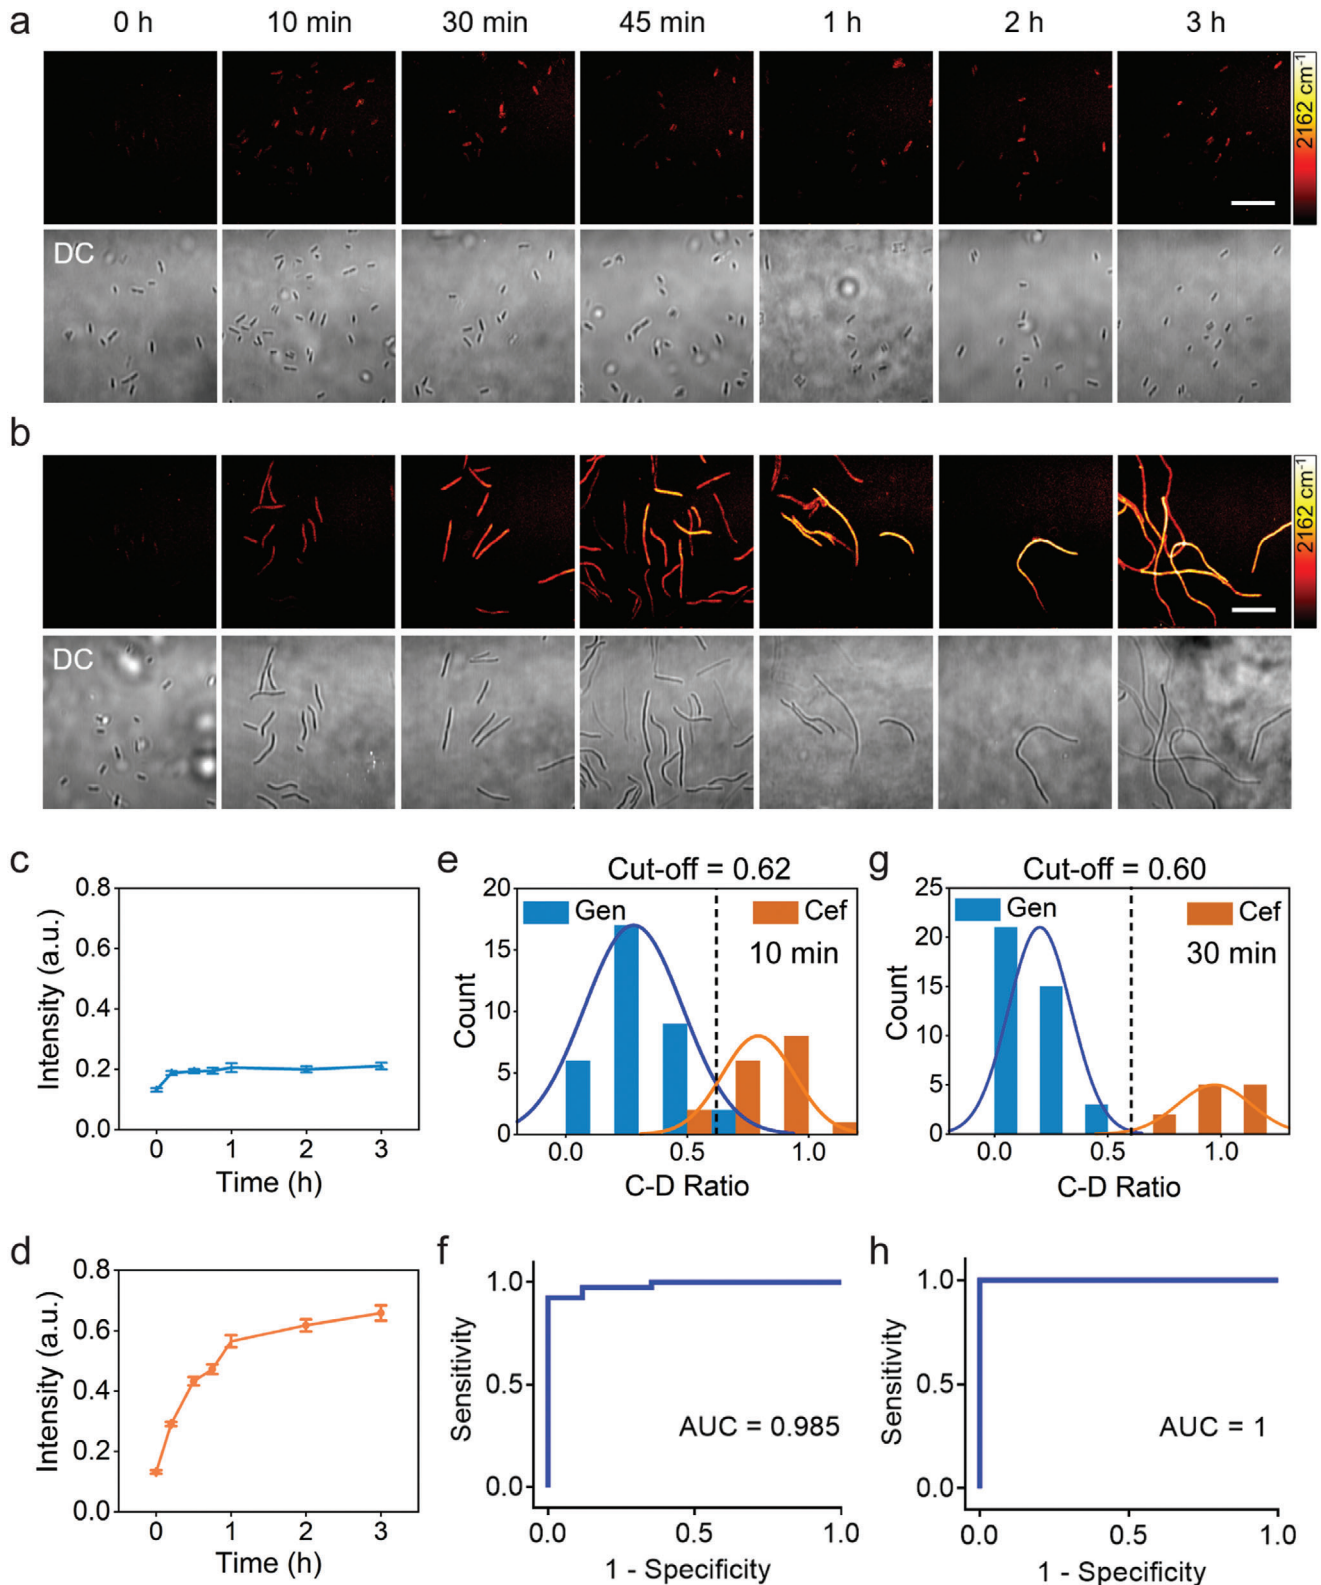 a
0 h 10 min 30 min 45 min 1 h 2 h 3 h
2162 cm⁻¹
DC
b
2162 cm⁻¹
DC
c
0.8
0.6
0.4
0.2
0.0
Intensity (a.u.)
0 1 2 3
Time (h)
e
Cut-off = 0.62
20
15
10
5
0
Count
Gen Cef
10 min
0.0 0.5 1.0
C-D Ratio
g
Cut-off = 0.60
25
20
15
10
5
0
Count
Gen Cef
30 min
0.0 0.5 1.0
C-D Ratio
d
0.8
0.6
0.4
0.2
0.0
Intensity (a.u.)
0 1 2 3
Time (h)
f
1.0
0.5
0.0
Sensitivity
AUC = 0.985
0.0 0.5 1.0
1 - Specificity
h
1.0
0.5
0.0
Sensitivity
AUC = 1
0.0 0.5 1.0
1 - Specificity